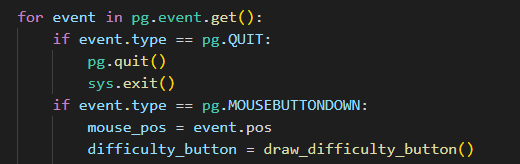 for event in pg.event.get():
    if event.type == pg.QUIT:
        pg.quit()
        sys.exit()
    if event.type == pg.MOUSEBUTTONDOWN:
        mouse_pos = event.pos
        difficulty_button = draw_difficulty_button()